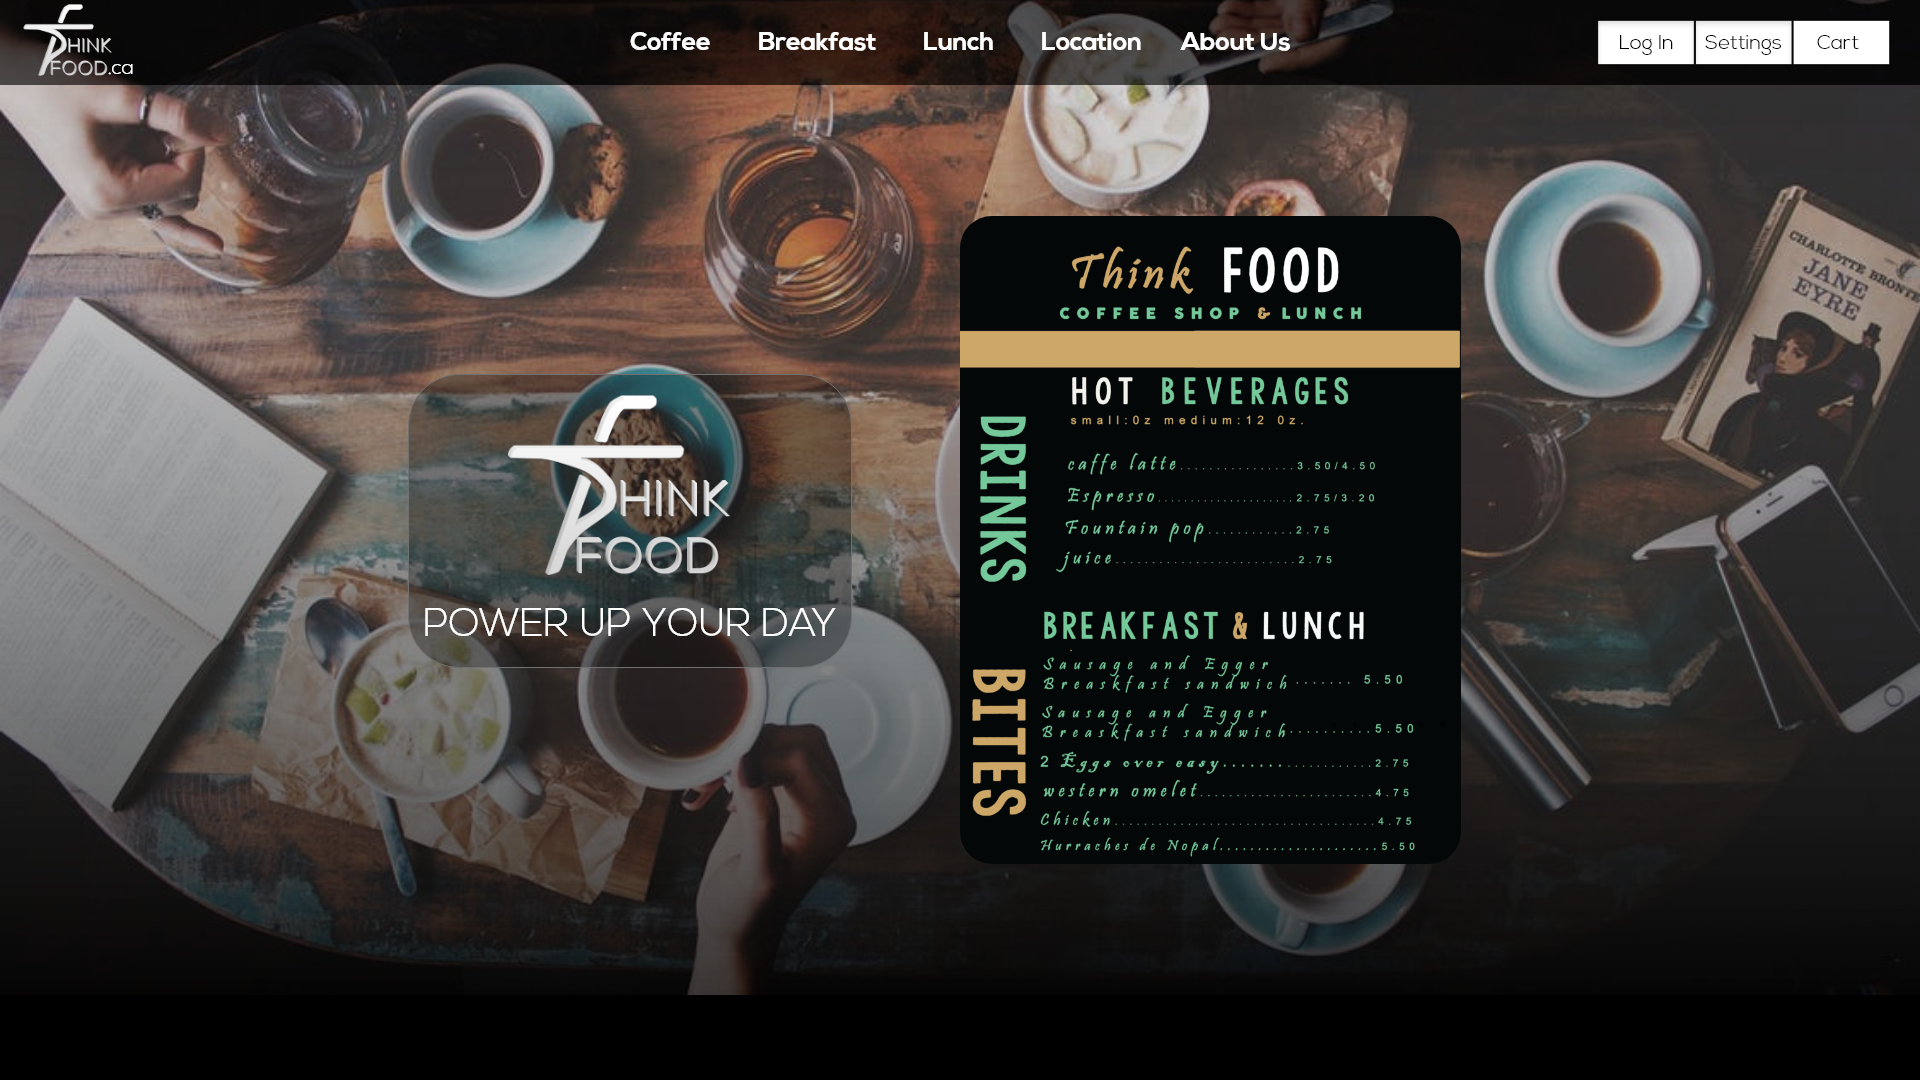 THINK
FOOD.ca
Coffee Breakfast Lunch Location About Us
Log In Settings Cart
CHARLOTTE BRONTE
JANE
EYRE
THINK
FOOD
POWER UP YOUR DAY
Think FOOD
COFFEE SHOP & LUNCH
HOT BEVERAGES
small:0z medium:12 0z.
DRINKS
caffe latte................3.50/4.50
Espresso.....................2.75/3.20
Fountain pop............2.75
juice..........................2.75
BREAKFAST & LUNCH
BITES
Sausage and Egger
Breaskfast sandwich ....... 5.50
Sausage and Egger
Breaskfast sandwich..........5.50
2 Eggs over easy....................2.75
western omelet........................4.75
Chicken.....................................4.75
Hurraches de Nopal......................5.50